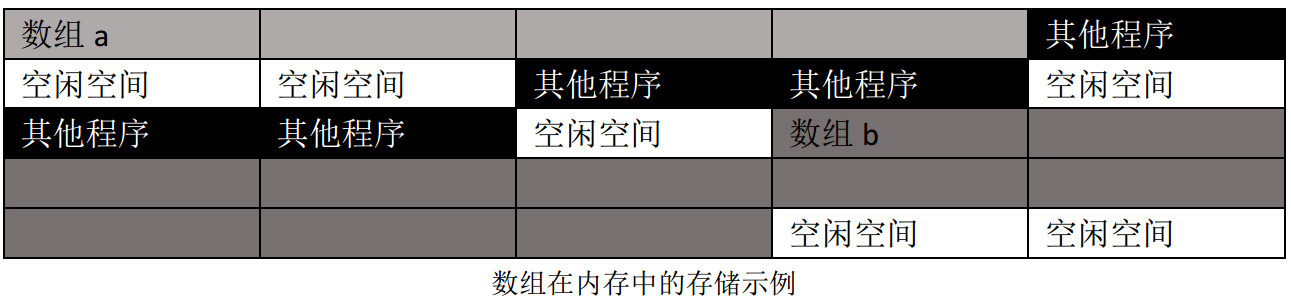 数组 a 其他程序
空闲空间 空闲空间 其他程序 其他程序 空闲空间
其他程序 其他程序 空闲空间 数组 b
空闲空间 空闲空间
数组在内存中的存储示例